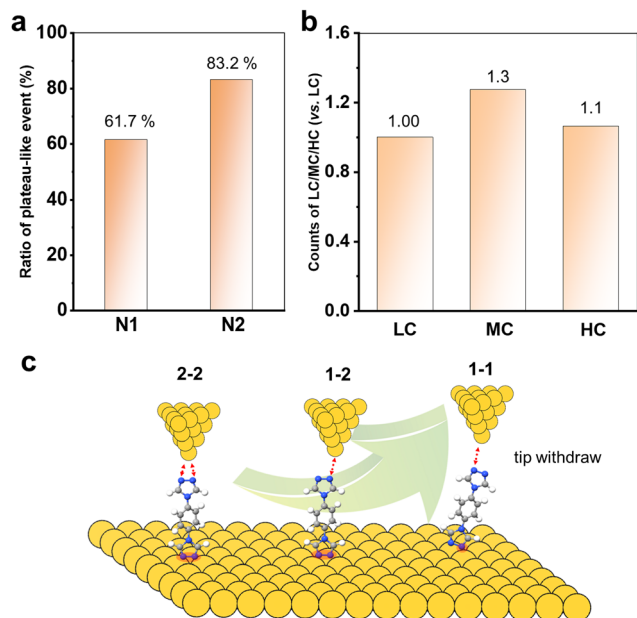 a
Ratio of plateau-like event (%)
100
80
60
40
20
0
61.7 %
83.2 %
N1
N2
b
Counts of LC/MC/HC (vs. LC)
1.8
1.2
0.6
0.0
1.00
1.3
1.1
LC
MC
HC
c
2-2
1-2
1-1
tip withdraw